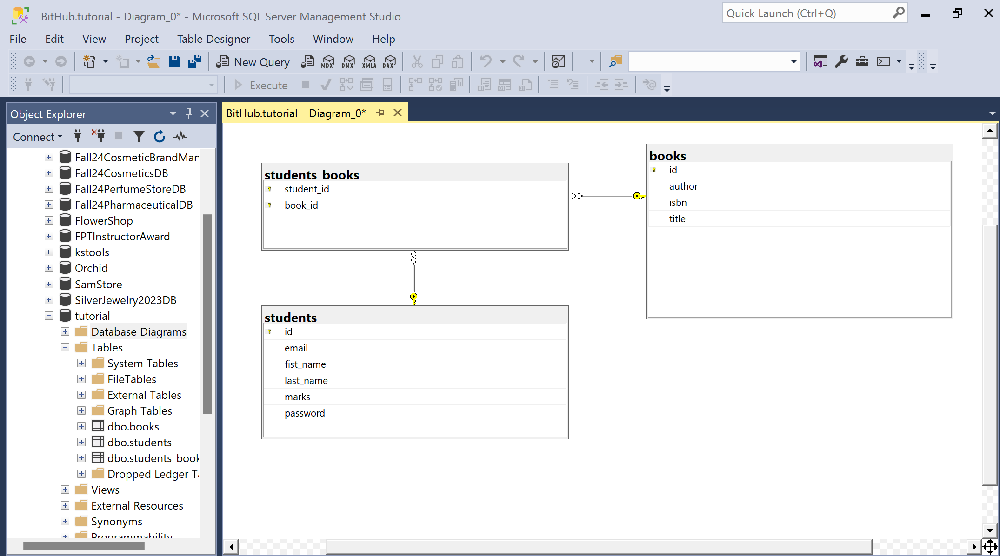 BitHub.tutorial - Diagram_0* - Microsoft SQL Server Management Studio
Quick Launch (Ctrl+Q)
File Edit View Project Table Designer Tools Window Help
New Query MDX DMX XMLA DAX
Execute
Object Explorer
Connect
Fall24CosmeticBrandMan
Fall24CosmeticsDB
Fall24PerfumeStoreDB
Fall24PharmaceuticalDB
FlowerShop
FPTInstructorAward
kstools
Orchid
SamStore
SilverJewelry2023DB
tutorial
Database Diagrams
Tables
System Tables
FileTables
External Tables
Graph Tables
dbo.books
dbo.students
dbo.students_book
Dropped Ledger Ta
Views
External Resources
Synonyms
Programmability
BitHub.tutorial - Diagram_0*
students_books
student_id
book_id
books
id
author
isbn
title
students
id
email
fist_name
last_name
marks
password